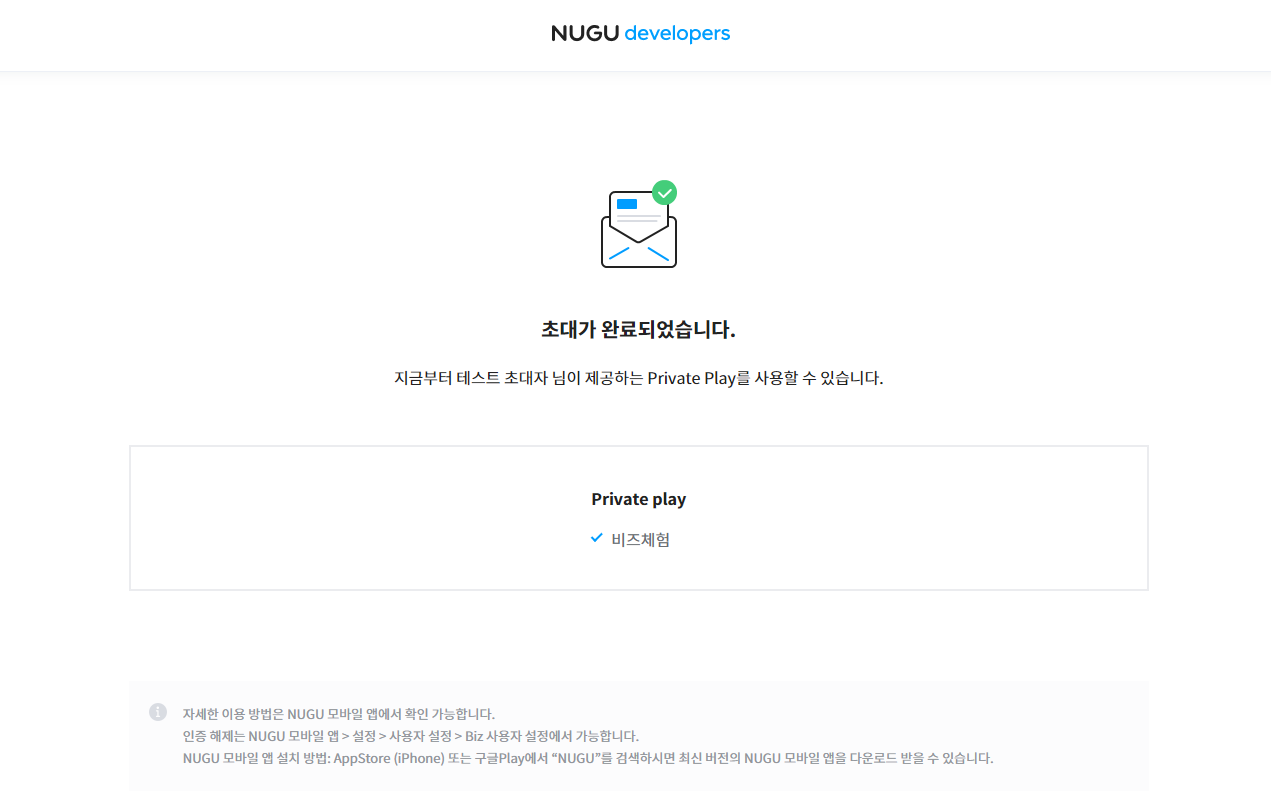 NUGU developers
초대가 완료되었습니다.
지금부터 테스트 초대자 님이 제공하는 Private Play를 사용할 수 있습니다.
Private play
비즈체험
자세한 이용 방법은 NUGU 모바일 앱에서 확인 가능합니다.
인증 해제는 NUGU 모바일 앱 > 설정 > 사용자 설정 > Biz 사용자 설정에서 가능합니다.
NUGU 모바일 앱 설치 방법: AppStore (iPhone) 또는 구글Play에서 “NUGU”를 검색하시면 최신 버전의 NUGU 모바일 앱을 다운로드 받을 수 있습니다.